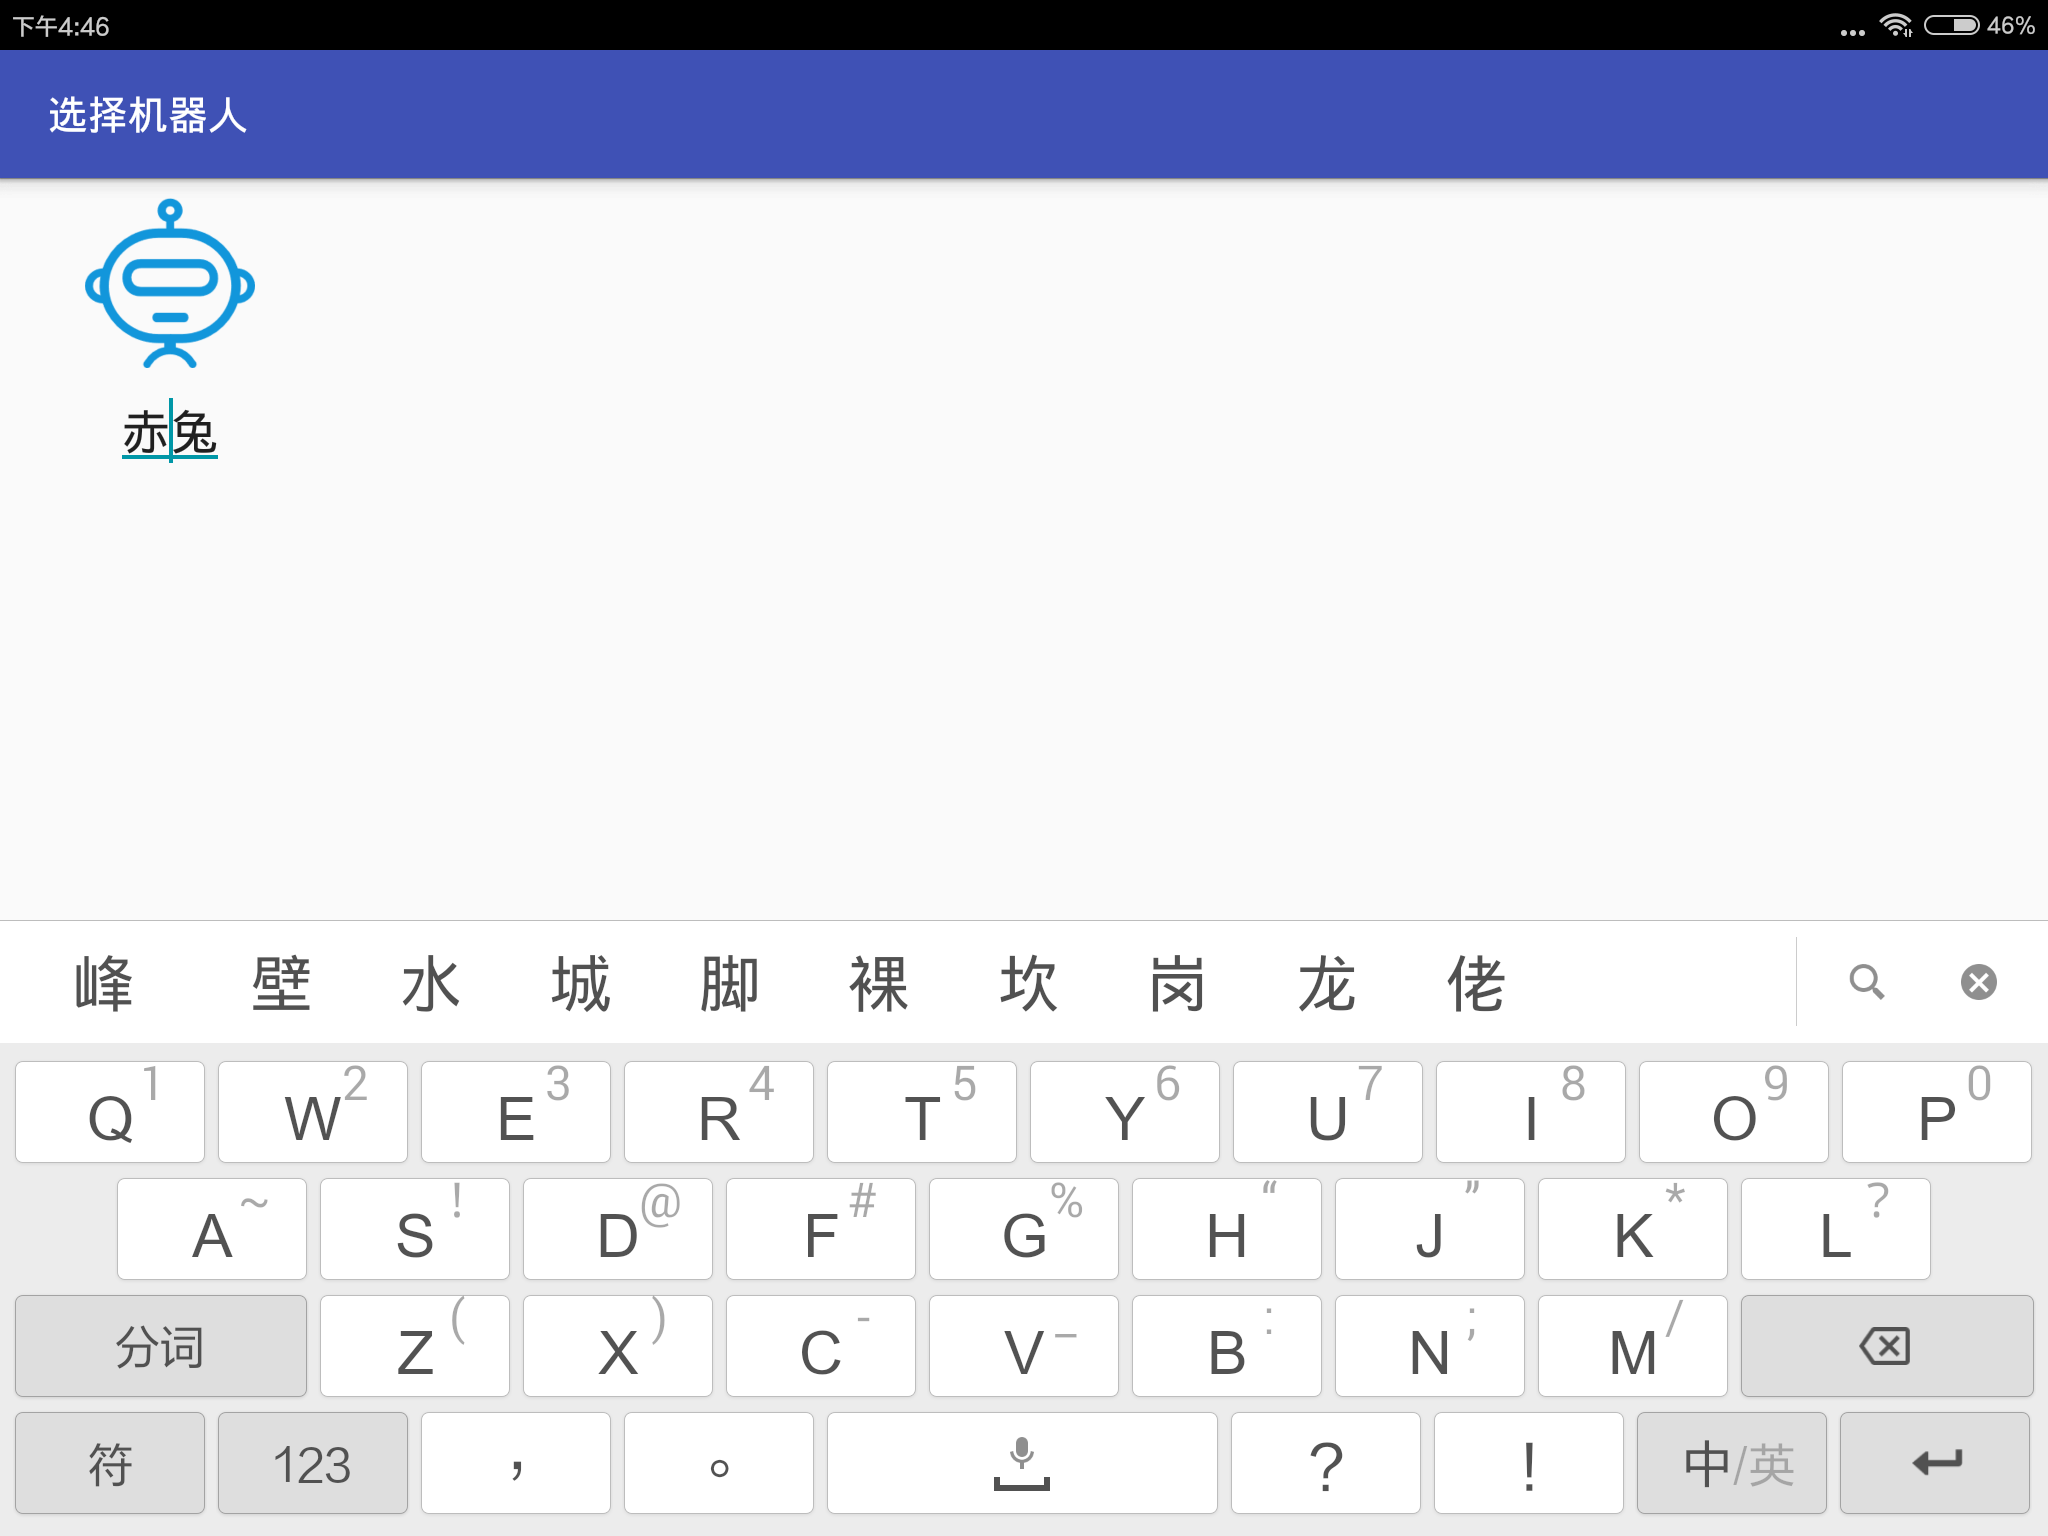 下午4:46 46%
选择机器人
赤兔
峰 壁 水 城 脚 裸 坎 岗 龙 佬
Q 1 W 2 E 3 R 4 T 5 Y 6 U 7 I 8 O 9 P 0
A ~ S ! D @ F # G % H “ J ” K * L ?
分词 Z ( X ) C - V _ B : N ; M /
符 123 ， 。 ? ! 中/英